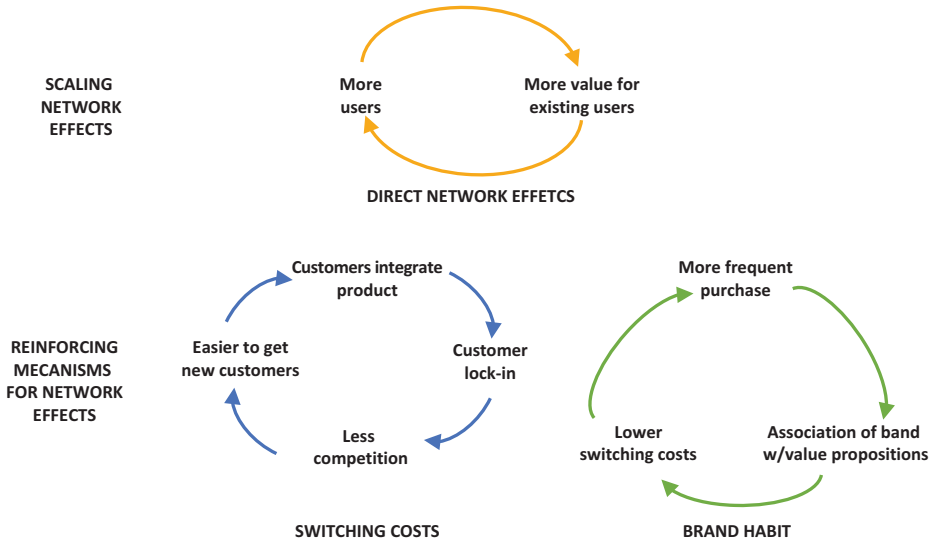 SCALING
NETWORK
EFFECTS
More
users
More value for
existing users
DIRECT NETWORK EFFETCS
REINFORCING
MECANISMS
FOR NETWORK
EFFECTS
Customers integrate
product
Easier to get
new customers
Customer
lock-in
Less
competition
SWITCHING COSTS
More frequent
purchase
Lower
switching costs
Association of band
w/value propositions
BRAND HABIT